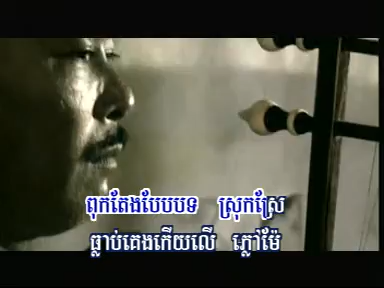 ពុកតែងបែបបទ ស្រុកស្រែ
ធ្លាប់គេងកើយលើ ភ្លៅម៉ែ